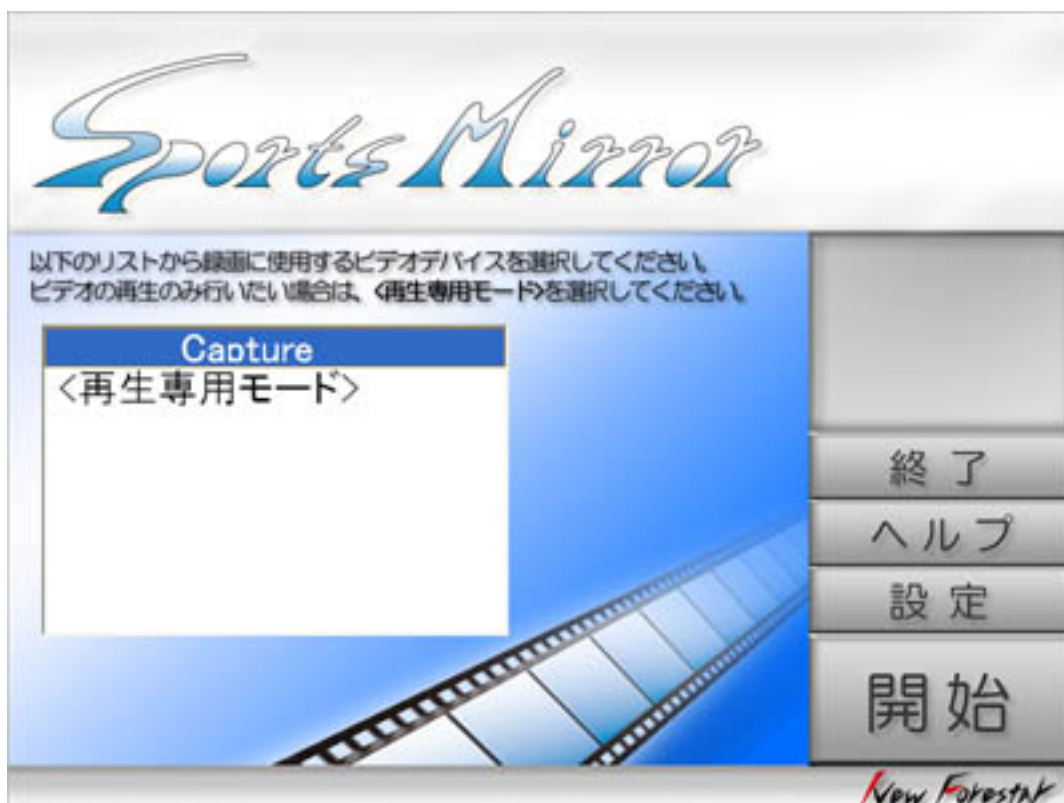 Sports Mirror
以下のリストから録画に使用するビデオデバイスを選択してください。
ビデオの再生のみ行いたい場合は、<再生専用モード>を選択してください。
Capture
<再生専用モード>
終了
ヘルプ
設定
開始
New Forestar